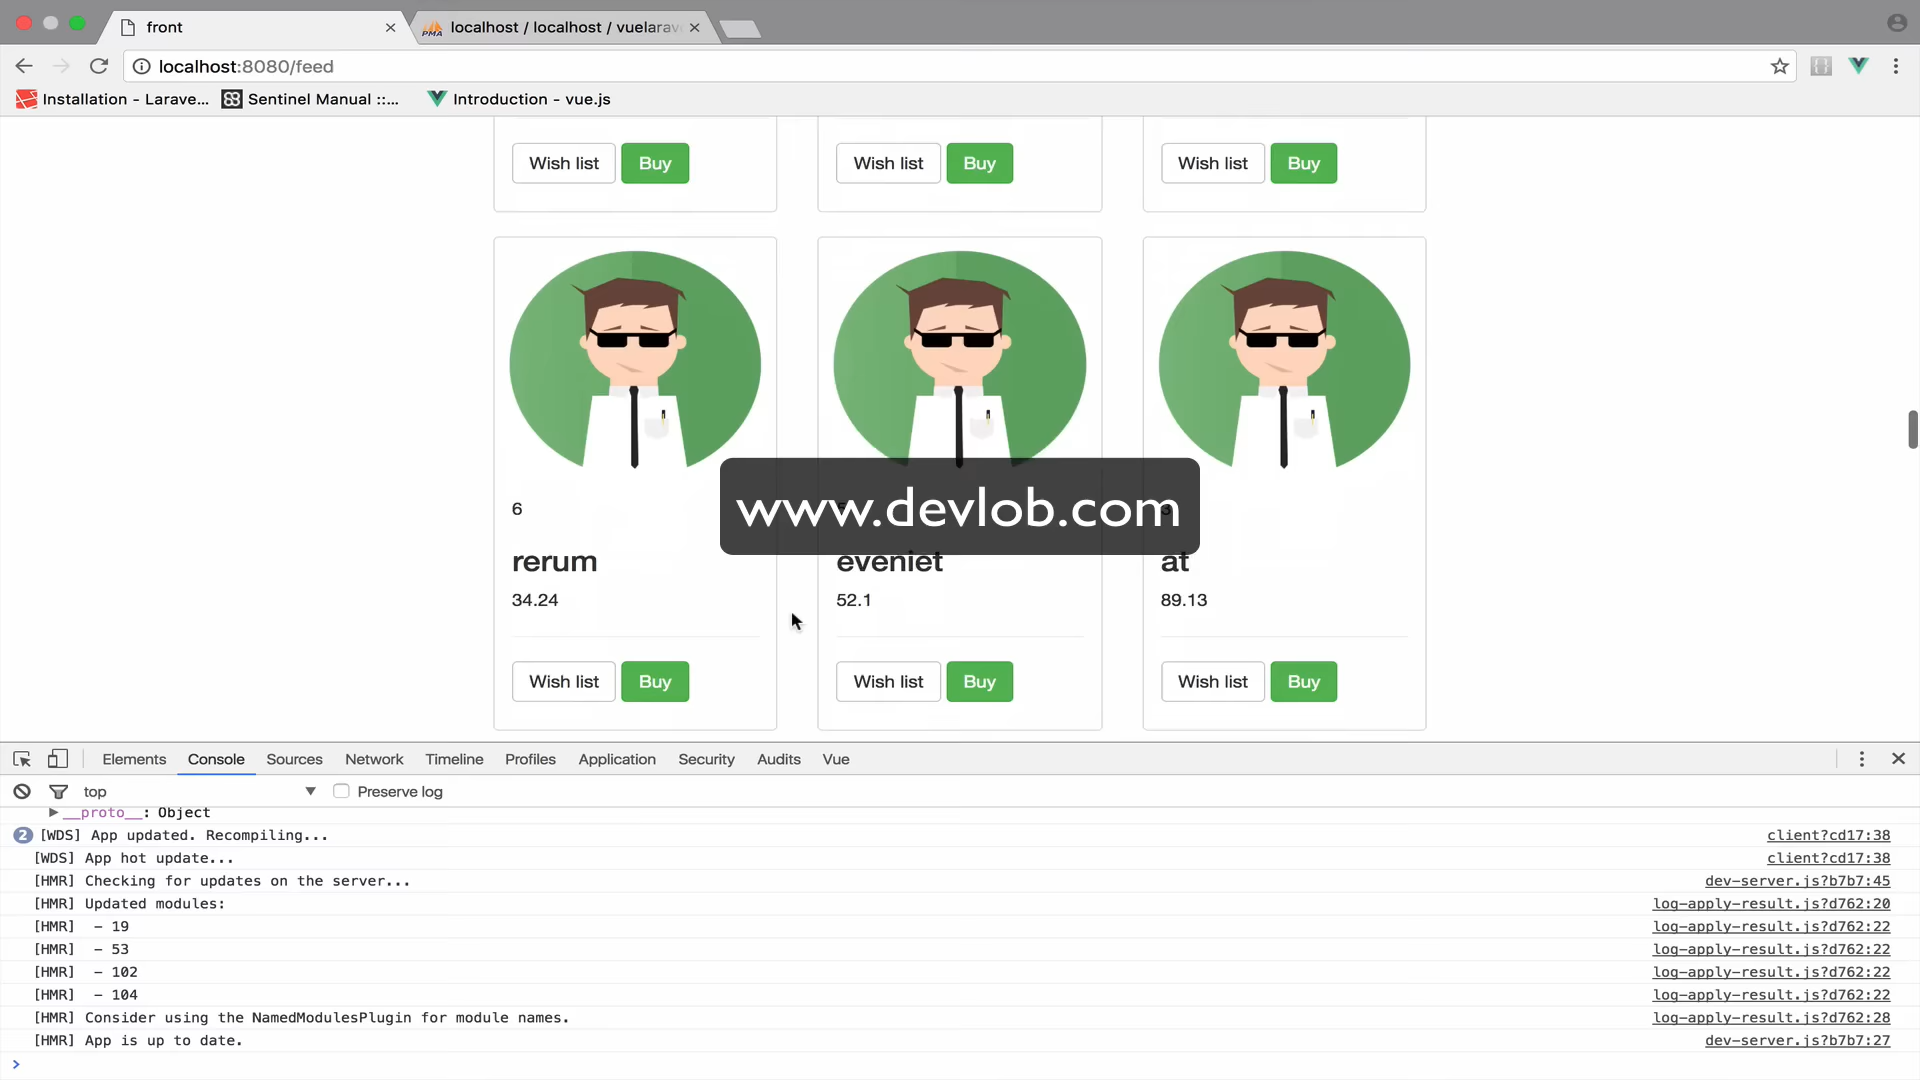 front
localhost / localhost / vuelarav
localhost:8080/feed
Installation - Larave...
Sentinel Manual ::...
Introduction - vue.js
Wish list Buy
Wish list Buy
Wish list Buy
www.devlob.com
6
rerum
34.24
Wish list Buy
eveniet
52.1
Wish list Buy
at
89.13
Wish list Buy
Elements Console Sources Network Timeline Profiles Application Security Audits Vue
top Preserve log
__proto__: Object
2 [WDS] App updated. Recompiling... client?cd17:38
[WDS] App hot update... client?cd17:38
[HMR] Checking for updates on the server... dev-server.js?b7b7:45
[HMR] Updated modules: log-apply-result.js?d762:20
[HMR]  - 19 log-apply-result.js?d762:22
[HMR]  - 53 log-apply-result.js?d762:22
[HMR]  - 102 log-apply-result.js?d762:22
[HMR]  - 104 log-apply-result.js?d762:22
[HMR] Consider using the NamedModulesPlugin for module names. log-apply-result.js?d762:28
[HMR] App is up to date. dev-server.js?b7b7:27
>